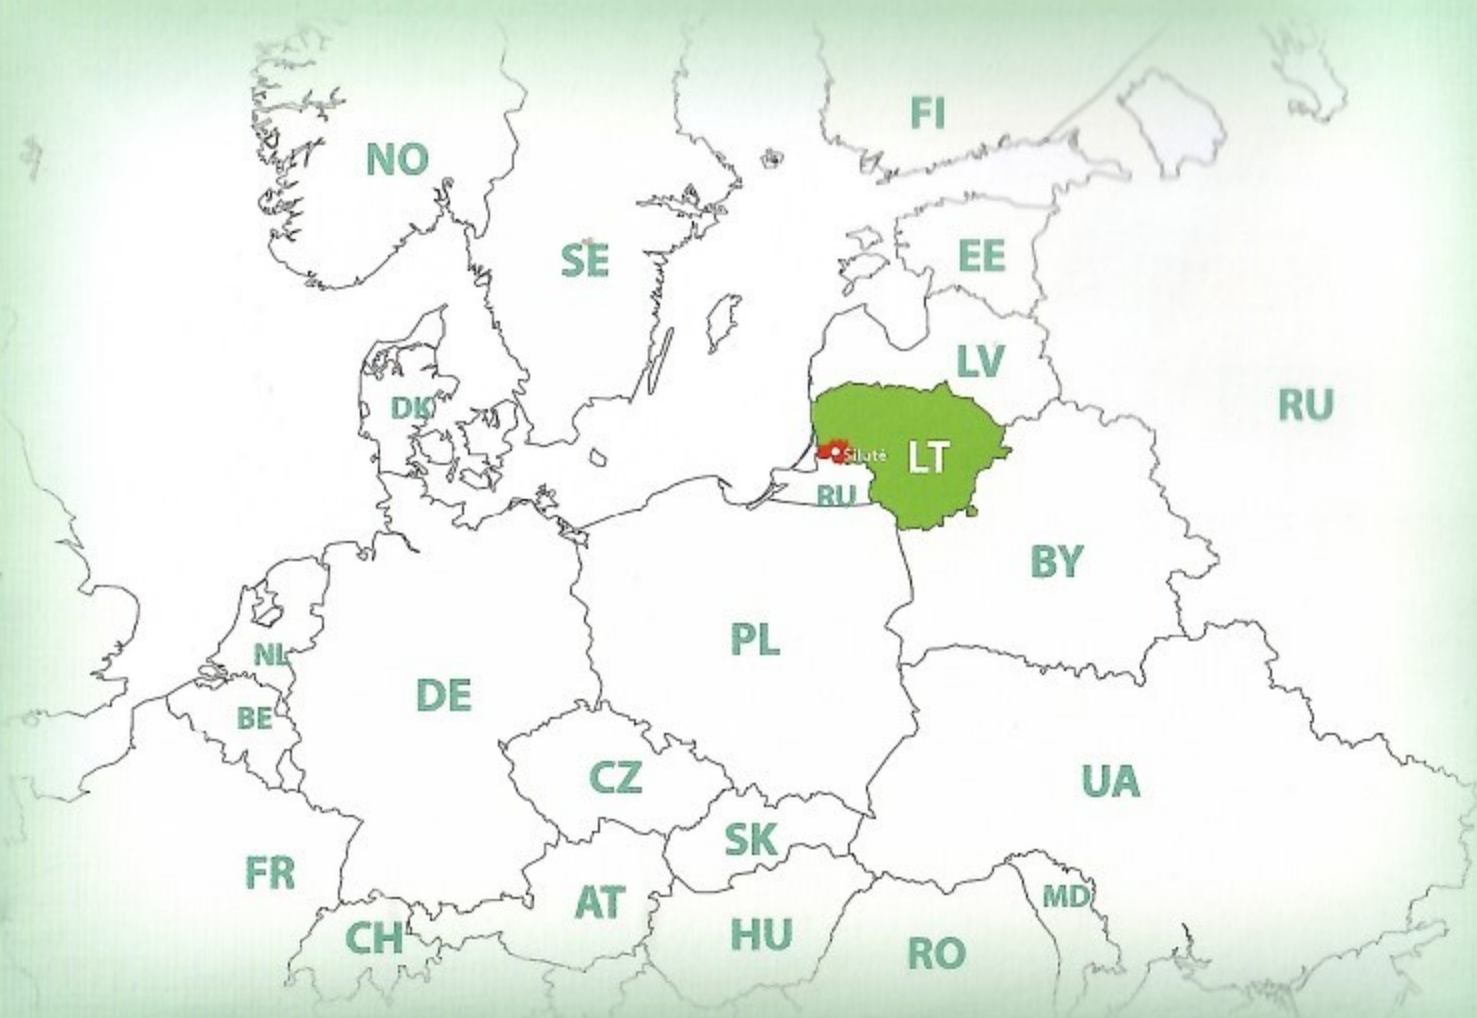 FI
NO
SE
EE
LV
DK
RU
Šilutė
LT
RU
BY
PL
NL
DE
BE
CZ
UA
SK
FR
AT
MD
CH
HU
RO